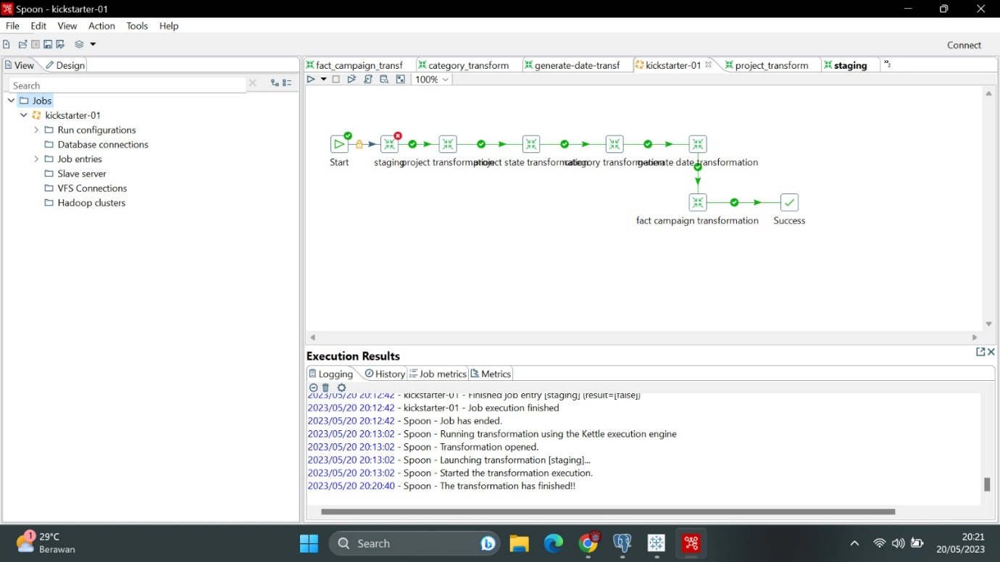 Spoon - kickstarter-01
File Edit View Action Tools Help
Connect
View Design
Search
Jobs
kickstarter-01
Run configurations
Database connections
Job entries
Slave server
VFS Connections
Hadoop clusters
fact_campaign_transf category_transform generate-date-transf kickstarter-01 project_transform staging »2
100%
Start staging project transformation project state transformation category transformation generate date transformation
fact campaign transformation Success
Execution Results
Logging History Job metrics Metrics
2023/05/20 20:12:42 - kickstarter-01 - Finished job entry [staging] (result=[false])
2023/05/20 20:12:42 - kickstarter-01 - Job execution finished
2023/05/20 20:12:42 - Spoon - Job has ended.
2023/05/20 20:13:02 - Spoon - Running transformation using the Kettle execution engine
2023/05/20 20:13:02 - Spoon - Transformation opened.
2023/05/20 20:13:02 - Spoon - Launching transformation [staging]...
2023/05/20 20:13:02 - Spoon - Started the transformation execution.
2023/05/20 20:20:40 - Spoon - The transformation has finished!!
1
29°C
Berawan
Search
20:21
20/05/2023